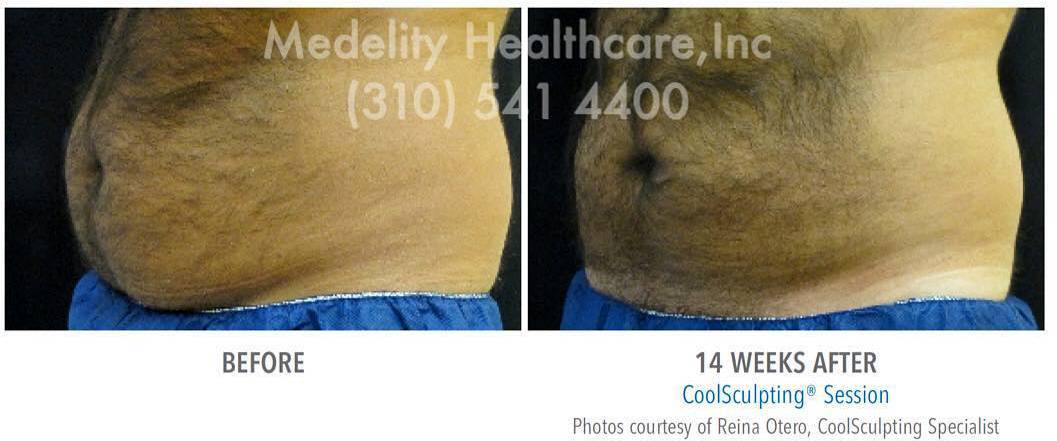 Medelity Healthcare,Inc
(310) 541 4400
BEFORE
14 WEEKS AFTER
CoolSculpting® Session
Photos courtesy of Reina Otero, CoolSculpting Specialist